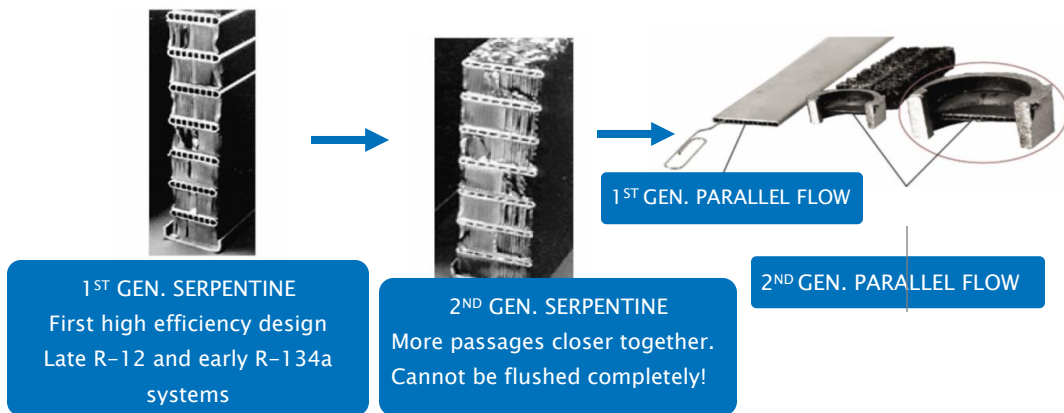 1ST GEN. SERPENTINE
First high efficiency design
Late R-12 and early R-134a
systems
2ND GEN. SERPENTINE
More passages closer together.
Cannot be flushed completely!
1ST GEN. PARALLEL FLOW
2ND GEN. PARALLEL FLOW